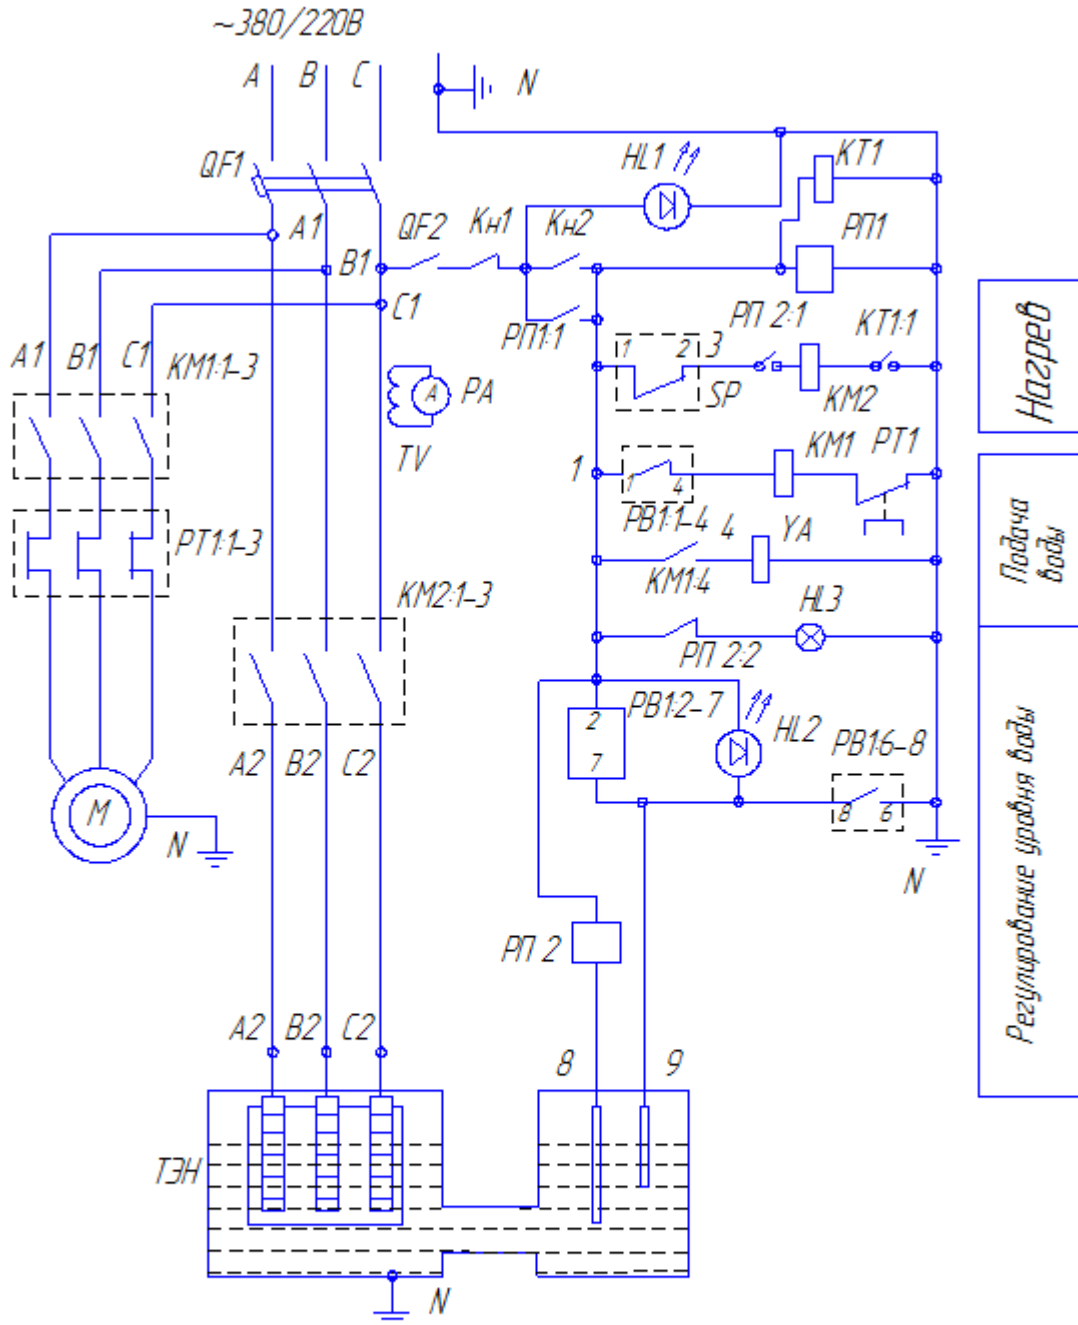 ~380/220В
A
B
C
N
QF1
HL1
KT1
A1
QF2
Кн1
Кн2
РП1
B1
C1
A1
B1
C1
KM1:1-3
РП1:1
РП 2:1
KT1:1
1
2
3
SP
KM2
PA
A
TV
Нагрев
1
1
4
KM1
PT1
PT1:1-3
PB1:1-4
4
YA
Подача
воды
KM2:1-3
KM1:4
HL3
РП 2:2
PB1:2-7
2
7
HL2
PB1:6-8
8
6
A2
B2
C2
M
N
N
РП 2
Регулирование уровня воды
A2
B2
C2
8
9
ТЭН
N